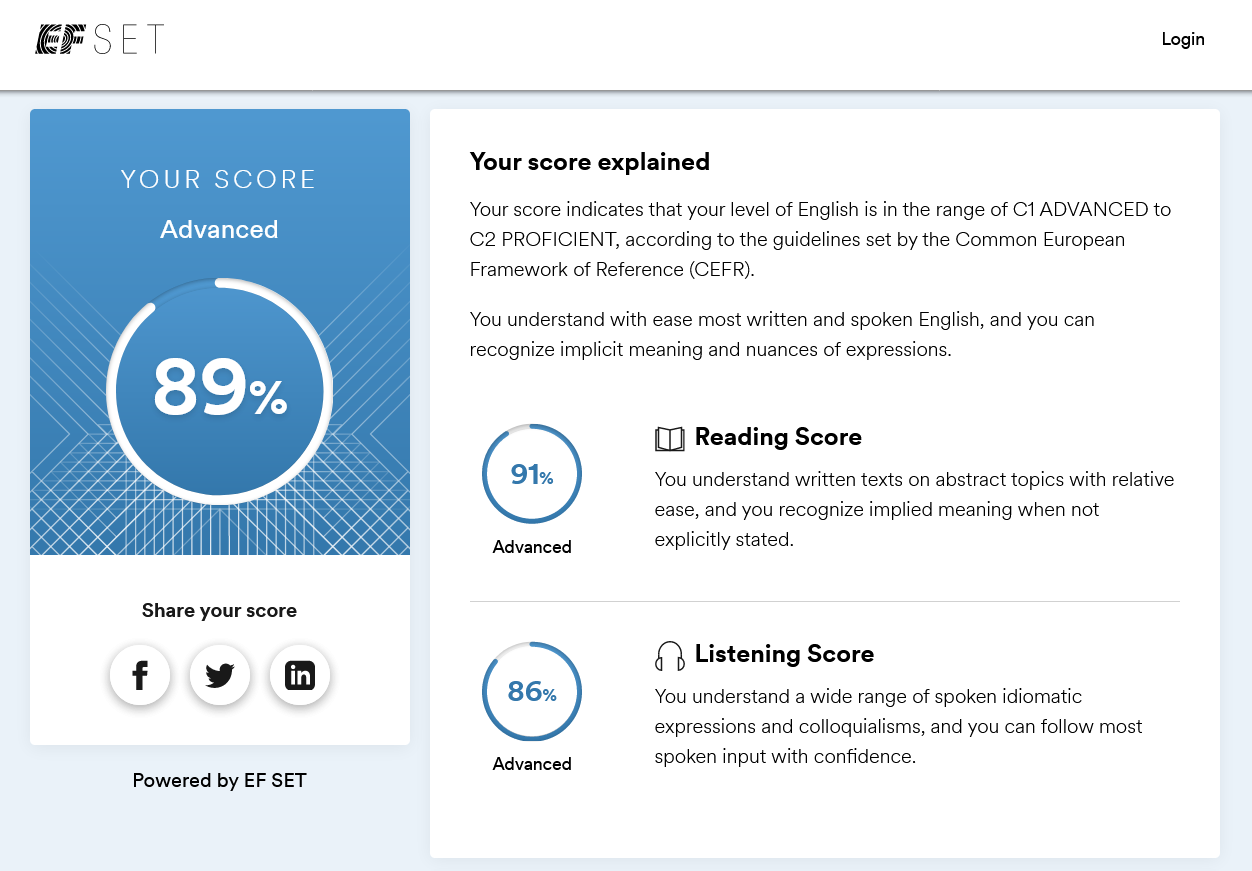 EF SET
Login
YOUR SCORE
Advanced
89%
Share your score
Powered by EF SET
Your score explained
Your score indicates that your level of English is in the range of C1 ADVANCED to
C2 PROFICIENT, according to the guidelines set by the Common European
Framework of Reference (CEFR).
You understand with ease most written and spoken English, and you can
recognize implicit meaning and nuances of expressions.
91%
Advanced
Reading Score
You understand written texts on abstract topics with relative
ease, and you recognize implied meaning when not
explicitly stated.
86%
Advanced
Listening Score
You understand a wide range of spoken idiomatic
expressions and colloquialisms, and you can follow most
spoken input with confidence.